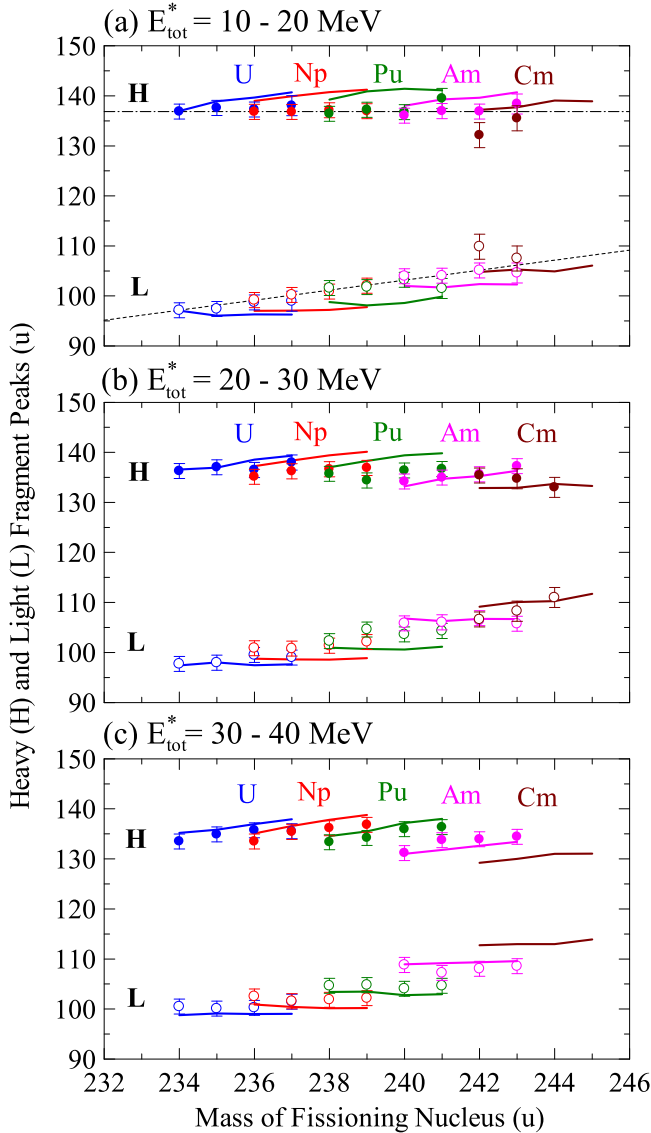 (a) E*tot = 10 - 20 MeV
150
U Np Pu Am Cm
140
H
130
120
110
L
100
90
(b) E*tot = 20 - 30 MeV
150
U Np Pu Am Cm
140
H
130
120
110
L
100
90
(c) E*tot = 30 - 40 MeV
150
U Np Pu Am Cm
140
H
130
120
110
L
100
90
232 234 236 238 240 242 244 246
Mass of Fissioning Nucleus (u)
Heavy (H) and Light (L) Fragment Peaks (u)